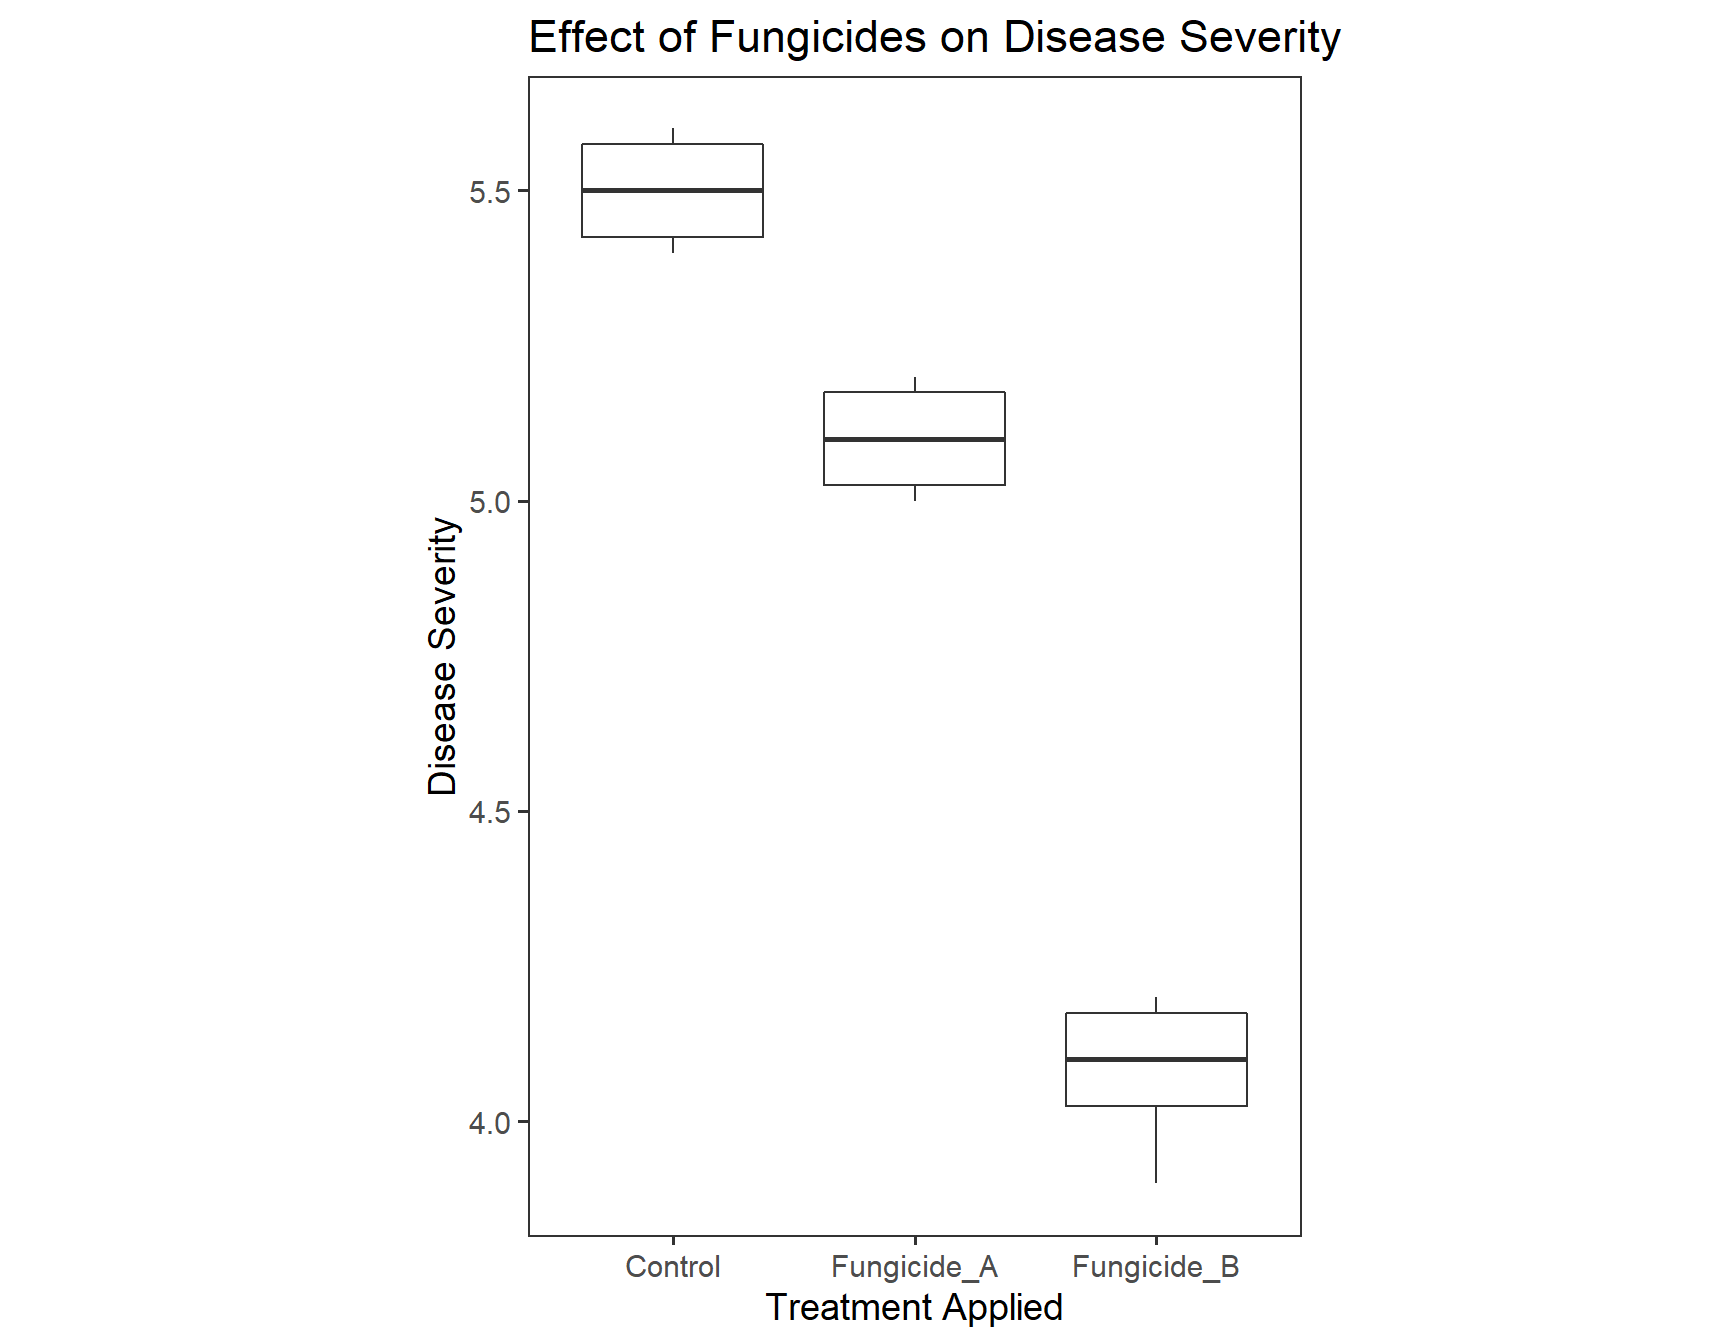 Effect of Fungicides on Disease Severity
Disease Severity
5.5
5.0
4.5
4.0
Control Fungicide_A Fungicide_B
Treatment Applied